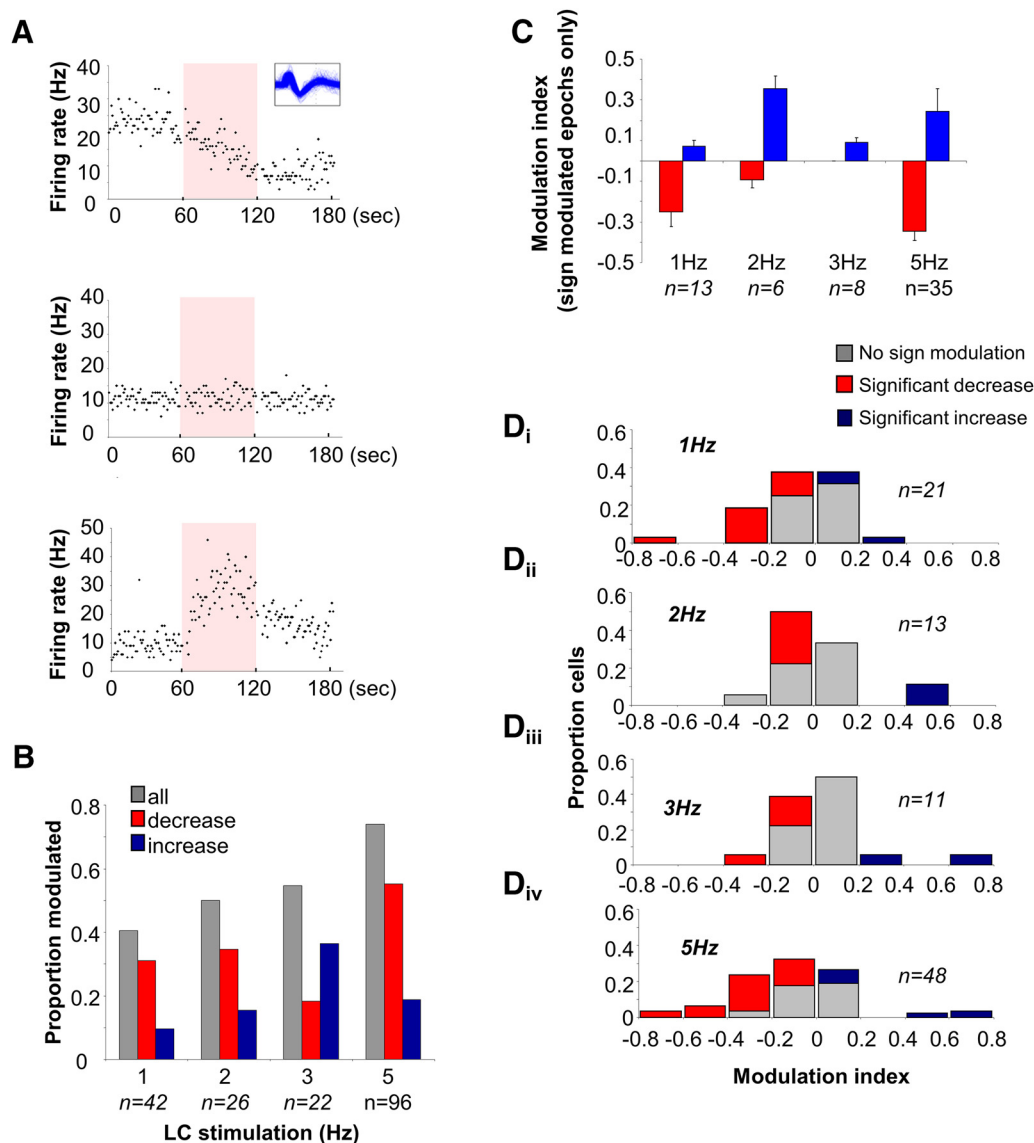 A
Firing rate (Hz)
40
30
20
10
0
0 60 120 180 (sec)
Firing rate (Hz)
40
30
20
10
0
0 60 120 180 (sec)
Firing rate (Hz)
50
40
30
20
10
0
0 60 120 180 (sec)
B
all
decrease
increase
Proportion modulated
0.8
0.6
0.4
0.2
0
1 2 3 5
n=42 n=26 n=22 n=96
LC stimulation (Hz)
C
Modulation index
(sign modulated epochs only)
0.5
0.3
0.1
-0.1
-0.3
-0.5
1Hz 2Hz 3Hz 5Hz
n=13 n=6 n=8 n=35
No sign modulation
Significant decrease
Significant increase
Di
1Hz
n=21
0.6
0.4
0.2
0
-0.8 -0.6 -0.4 -0.2 0 0.2 0.4 0.6 0.8
Dii
2Hz
n=13
0.6
0.4
0.2
0
-0.8 -0.6 -0.4 -0.2 0 0.2 0.4 0.6 0.8
Diii
3Hz
n=11
0.6
0.4
0.2
0
-0.8 -0.6 -0.4 -0.2 0 0.2 0.4 0.6 0.8
Div
5Hz
n=48
0.6
0.4
0.2
0
-0.8 -0.6 -0.4 -0.2 0 0.2 0.4 0.6 0.8
Proportion cells
Modulation index